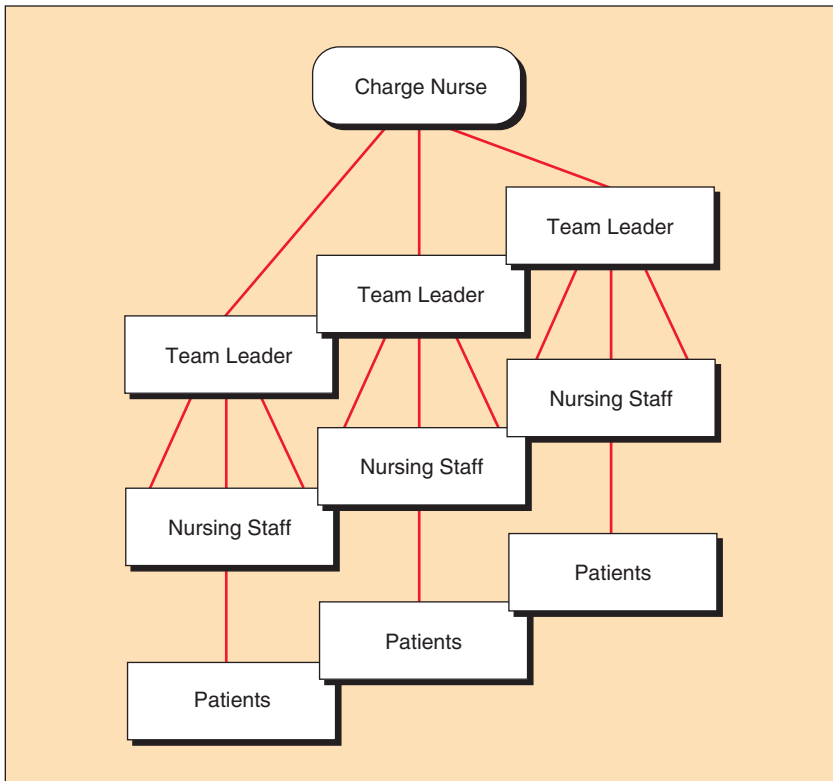 Charge Nurse
Team Leader
Team Leader
Team Leader
Nursing Staff
Nursing Staff
Nursing Staff
Patients
Patients
Patients